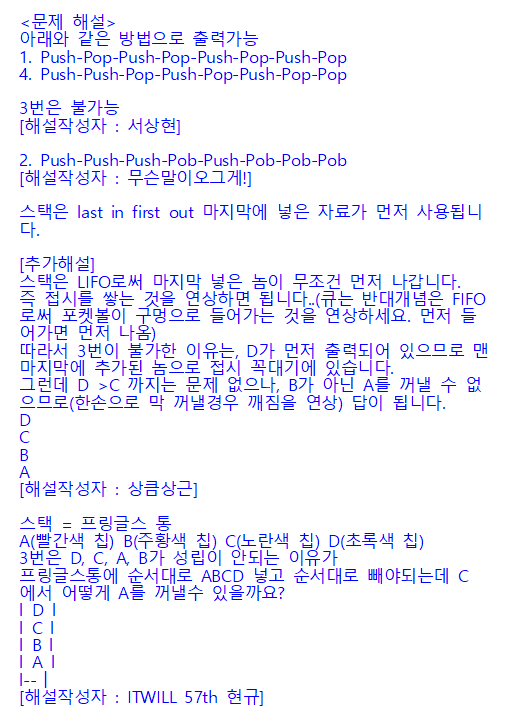 <문제 해설>
아래와 같은 방법으로 출력가능
1. Push-Pop-Push-Pop-Push-Pop-Push-Pop
4. Push-Push-Pop-Push-Pop-Push-Pop-Pop
3번은 불가능
[해설작성자 : 서상현]
2. Push-Push-Push-Pob-Push-Pob-Pob-Pob
[해설작성자 : 무슨말이오그게!]
스택은 last in first out 마지막에 넣은 자료가 먼저 사용됩니
다.
[추가해설]
스택은 LIFO로써 마지막 넣은 놈이 무조건 먼저 나갑니다.
즉 접시를 쌓는 것을 연상하면 됩니다..(큐는 반대개념은 FIFO
로써 포켓볼이 구멍으로 들어가는 것을 연상하세요. 먼저 들
어가면 먼저 나옴)
따라서 3번이 불가한 이유는, D가 먼저 출력되어 있으므로 맨
마지막에 추가된 놈으로 접시 꼭대기에 있습니다.
그런데 D >C 까지는 문제 없으나, B가 아닌 A를 꺼낼 수 없
으므로(한손으로 막 꺼낼경우 깨짐을 연상) 답이 됩니다.
D
C
B
A
[해설작성자 : 상큼상근]
스택 = 프링글스 통
A(빨간색 칩) B(주황색 칩) C(노란색 칩) D(초록색 칩)
3번은 D, C, A, B가 성립이 안되는 이유가
프링글스통에 순서대로 ABCD 넣고 순서대로 빼야되는데 C
에서 어떻게 A를 꺼낼수 있을까요?
l D l
l C l
l B l
l A l
l-- |
[해설작성자 : ITWILL 57th 현규]